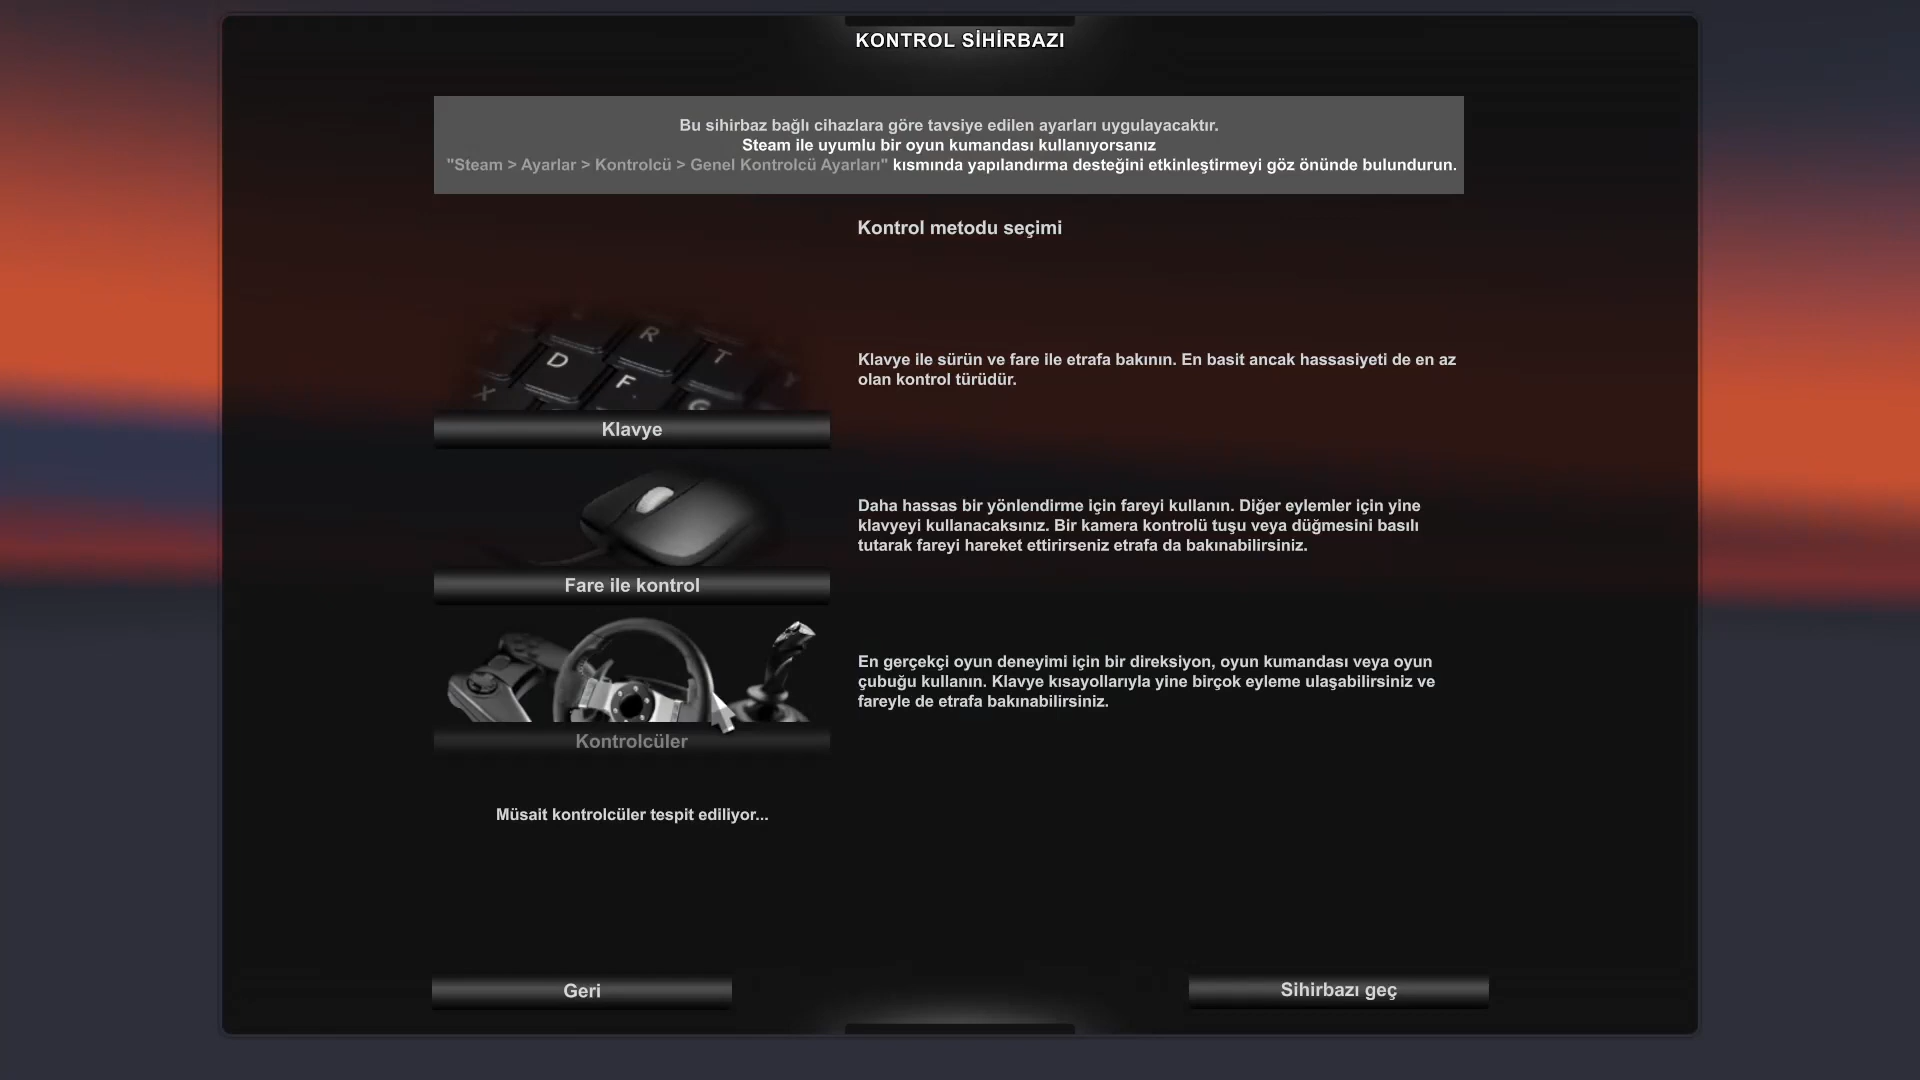 KONTROL SİHİRBAZI
Bu sihirbaz bağlı cihazlara göre tavsiye edilen ayarları uygulayacaktır.
Steam ile uyumlu bir oyun kumandası kullanıyorsanız
"Steam > Ayarlar > Kontrolcü > Genel Kontrolcü Ayarları" kısmında yapılandırma desteğini etkinleştirmeyi göz önünde bulundurun.
Kontrol metodu seçimi
R
T
D
F
Y
X
G
Klavye
Klavye ile sürün ve fare ile etrafa bakının. En basit ancak hassasiyeti de en az
olan kontrol türüdür.
Fare ile kontrol
Daha hassas bir yönlendirme için fareyi kullanın. Diğer eylemler için yine
klavyeyi kullanacaksınız. Bir kamera kontrolü tuşu veya düğmesini basılı
tutarak fareyi hareket ettirirseniz etrafa da bakınabilirsiniz.
Kontrolcüler
En gerçekçi oyun deneyimi için bir direksiyon, oyun kumandası veya oyun
çubuğu kullanın. Klavye kısayollarıyla yine birçok eyleme ulaşabilirsiniz ve
fareyle de etrafa bakınabilirsiniz.
Müsait kontrolcüler tespit ediliyor...
Geri
Sihirbazı geç